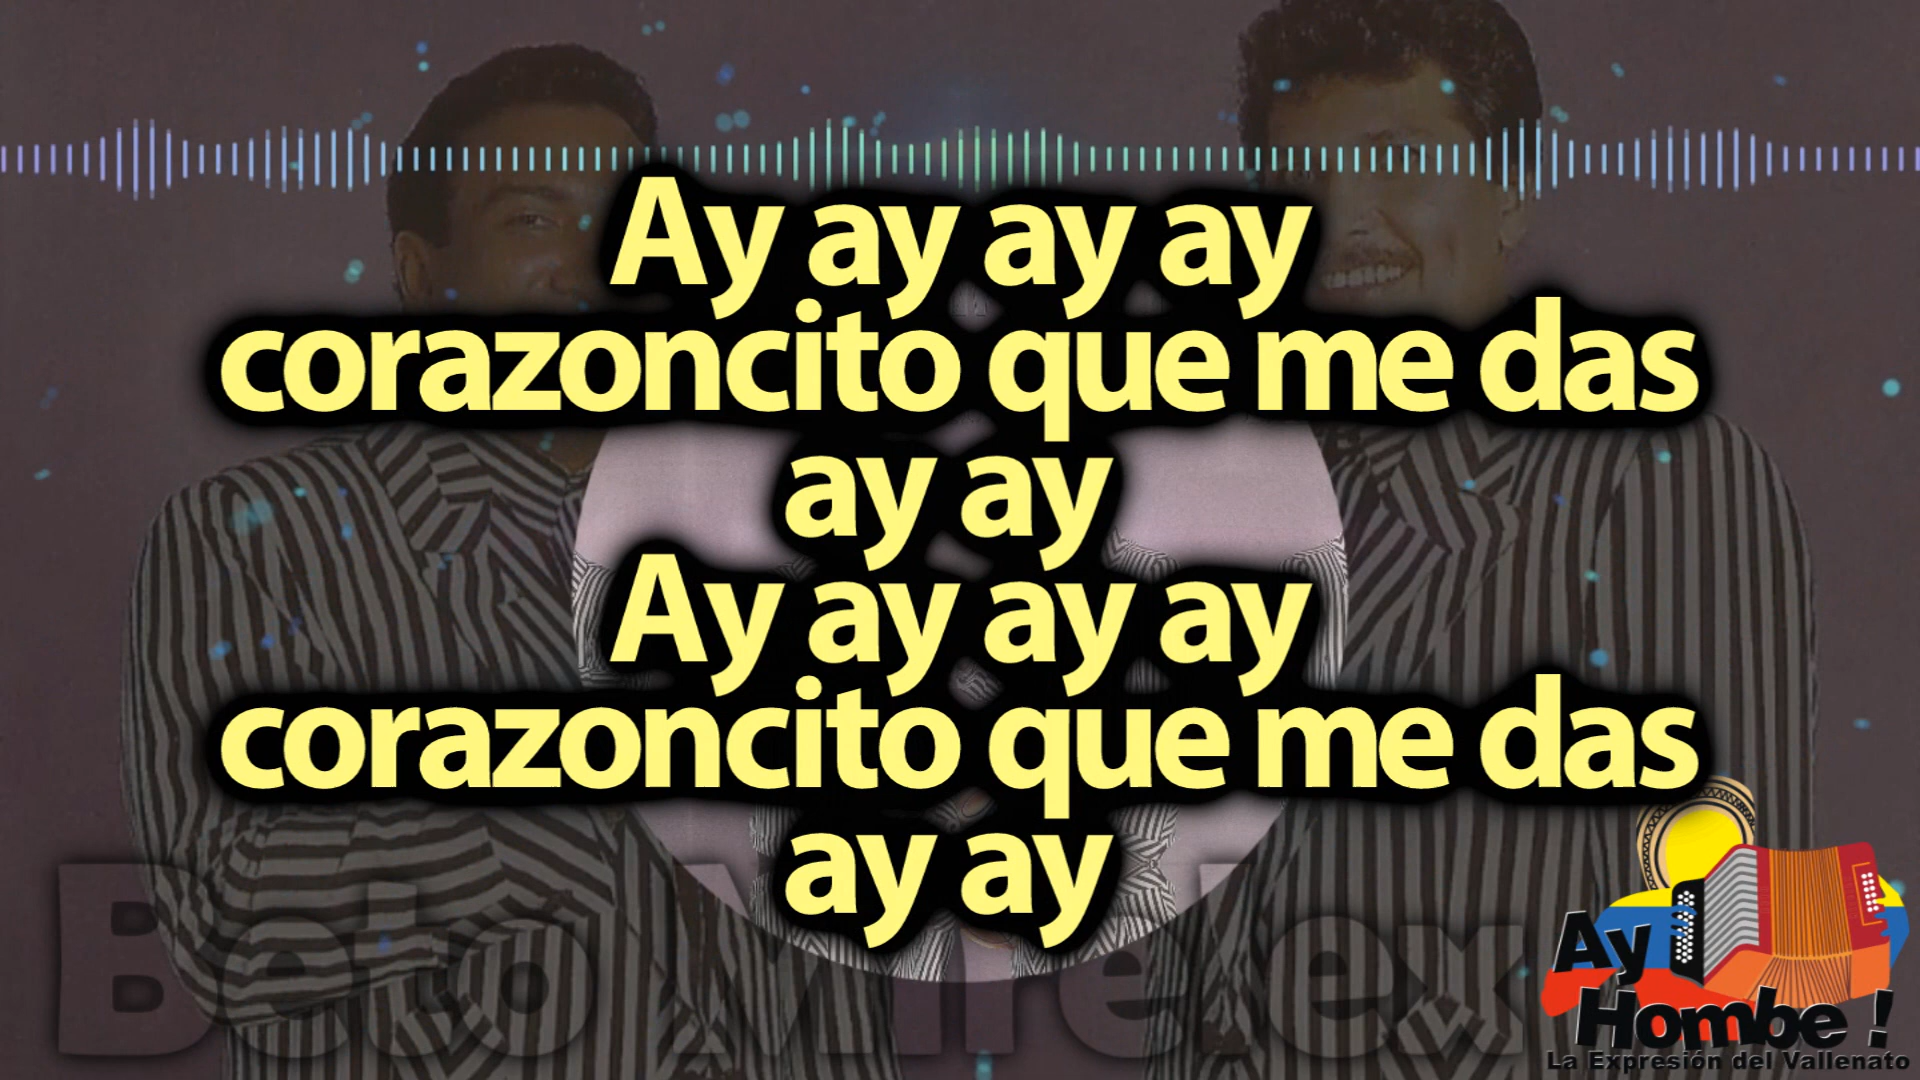 Ay ay ay ay
corazoncito que me das
ay ay
Ay ay ay ay
corazoncito que me das
ay ay
Beto
Ay
Hombe !
La Expresión del Vallenato